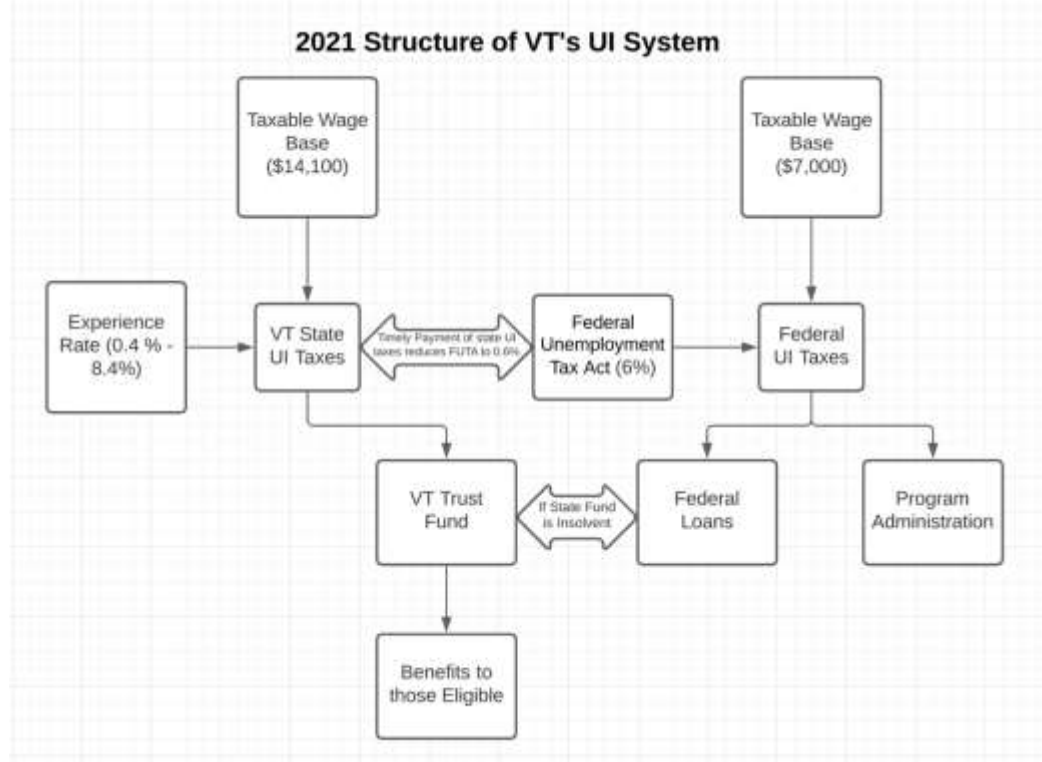 2021 Structure of VT's UI System
Taxable Wage
Base
($14,100)
Taxable Wage
Base
($7,000)
Experience
Rate (0.4 % -
8.4%)
VT State
UI Taxes
Timely Payment of state UI
taxes reduces FUTA to 0.6%
Federal
Unemployment
Tax Act (6%)
Federal
UI Taxes
VT Trust
Fund
If State Fund
is Insolvent
Federal
Loans
Program
Administration
Benefits to
those Eligible